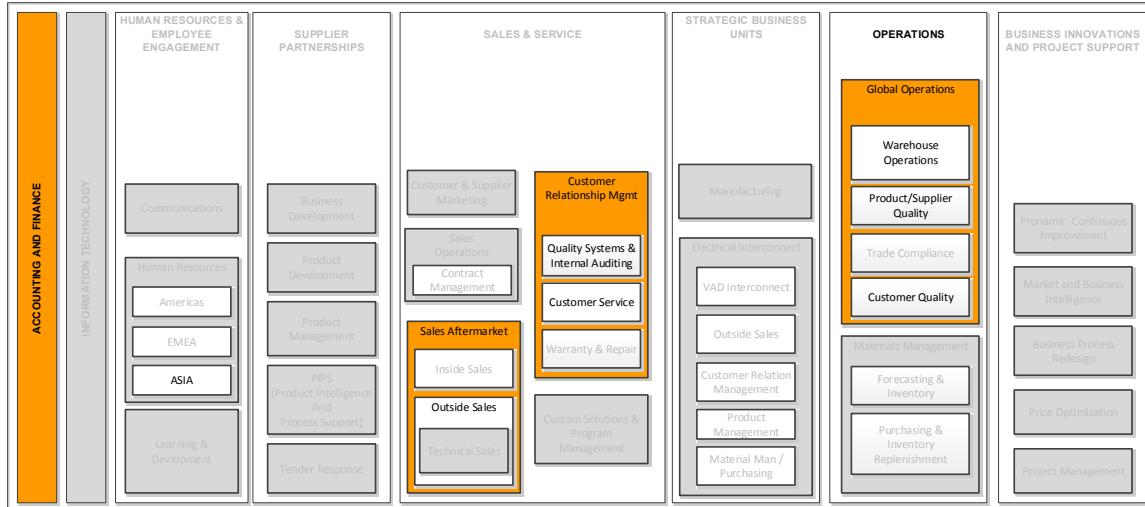 ACCOUNTING AND FINANCE
INFORMATION TECHNOLOGY
HUMAN RESOURCES &
EMPLOYEE
ENGAGEMENT
Communications
Human Resources
Americas
EMEA
ASIA
Learning &
Devlopment
SUPPLIER
PARTNERSHIPS
Business
Development
Product
Development
Product
Management
PIPS
(Product Intelligence
And
Process Support)
Tender Response
SALES & SERVICE
Customer & Supplier
Marketing
Sales
Operations
Contract
Management
Sales Aftermarket
Inside Sales
Outside Sales
Technical Sales
Customer
Relationship Mgmt
Quality Systems &
Internal Auditing
Customer Service
Warranty & Repair
Custom Solutions &
Program
Management
STRATEGIC BUSINESS
UNITS
Manufacturing
Electrical Interconnect
VAD Interconnect
Outside Sales
Customer Relation
Management
Product
Management
Material Man /
Purchasing
OPERATIONS
Global Operations
Warehouse
Operations
Product/Supplier
Quality
Trade Compliance
Customer Quality
Materials Management
Forecasting &
Inventory
Purchasing &
Inventory
Replenishment
BUSINESS INNOVATIONS
AND PROJECT SUPPORT
Pronamic Continuous
Improvement
Market and Business
Intelligence
Business Process
Redesign
Price Optimization
Project Management